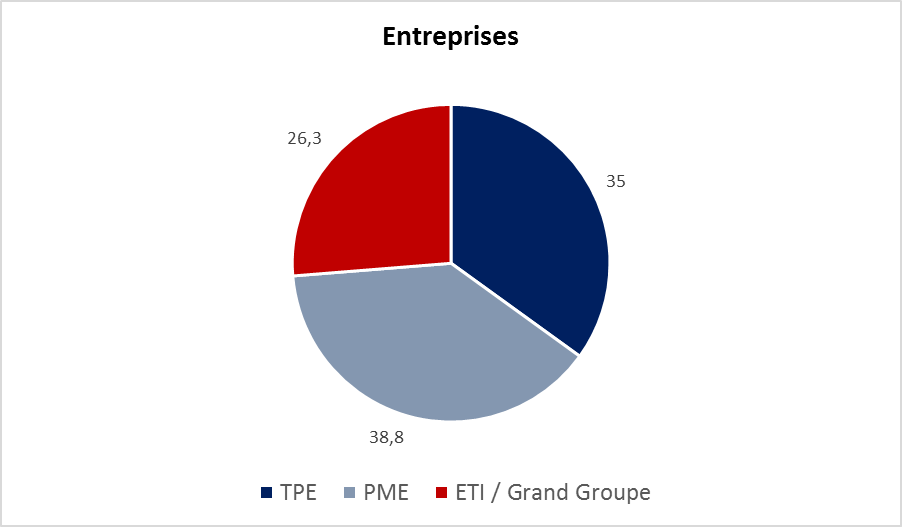 Entreprises
26,3
35
38,8
TPE PME ETI / Grand Groupe